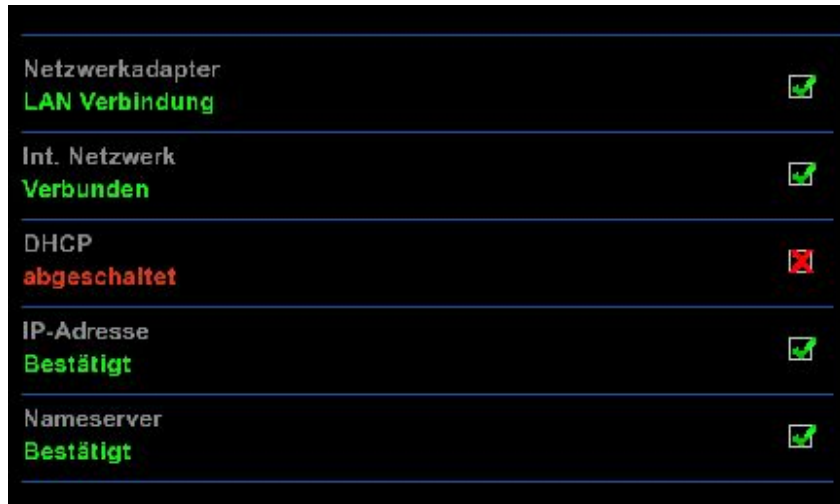 Netzwerkadapter
LAN Verbindung
Int. Netzwerk
Verbunden
DHCP
abgeschaltet
IP-Adresse
Bestätigt
Nameserver
Bestätigt